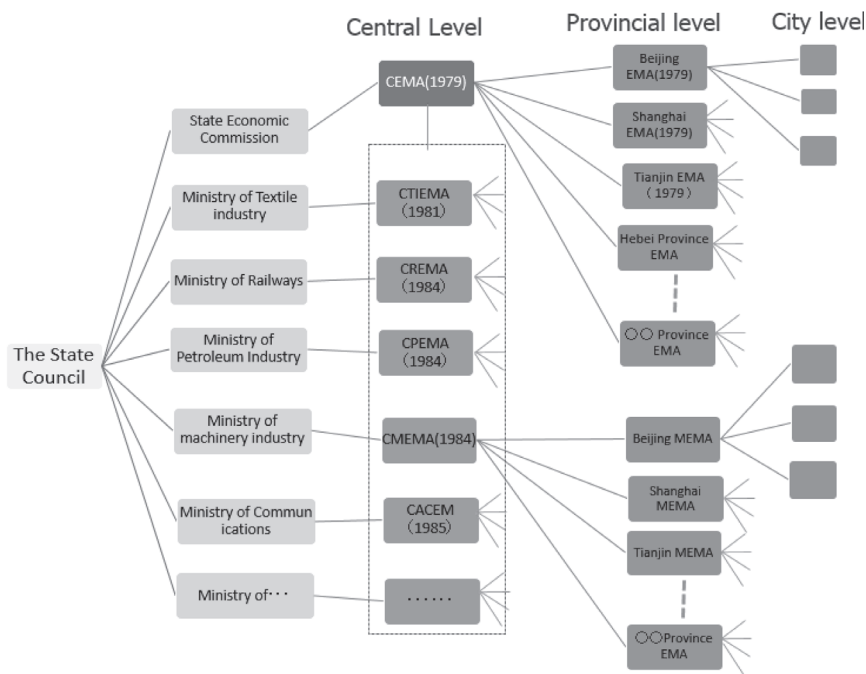 Central Level
Provincial level
City level
CEMA(1979)
Beijing
EMA(1979)
State Economic
Commission
Shanghai
EMA(1979)
Ministry of Textile
industry
CTIEMA
(1981)
Tianjin EMA
(1979)
Hebei Province
EMA
Ministry of Railways
CREMA
(1984)
The State
Council
Ministry of
Petroleum Industry
CPEMA
(1984)
○○ Province
EMA
Ministry of
machinery industry
CMEMA(1984)
Beijing MEMA
Shanghai
MEMA
Ministry of Commun
ications
CACEM
(1985)
Tianjin MEMA
Ministry of···
······
○○Province
EMA